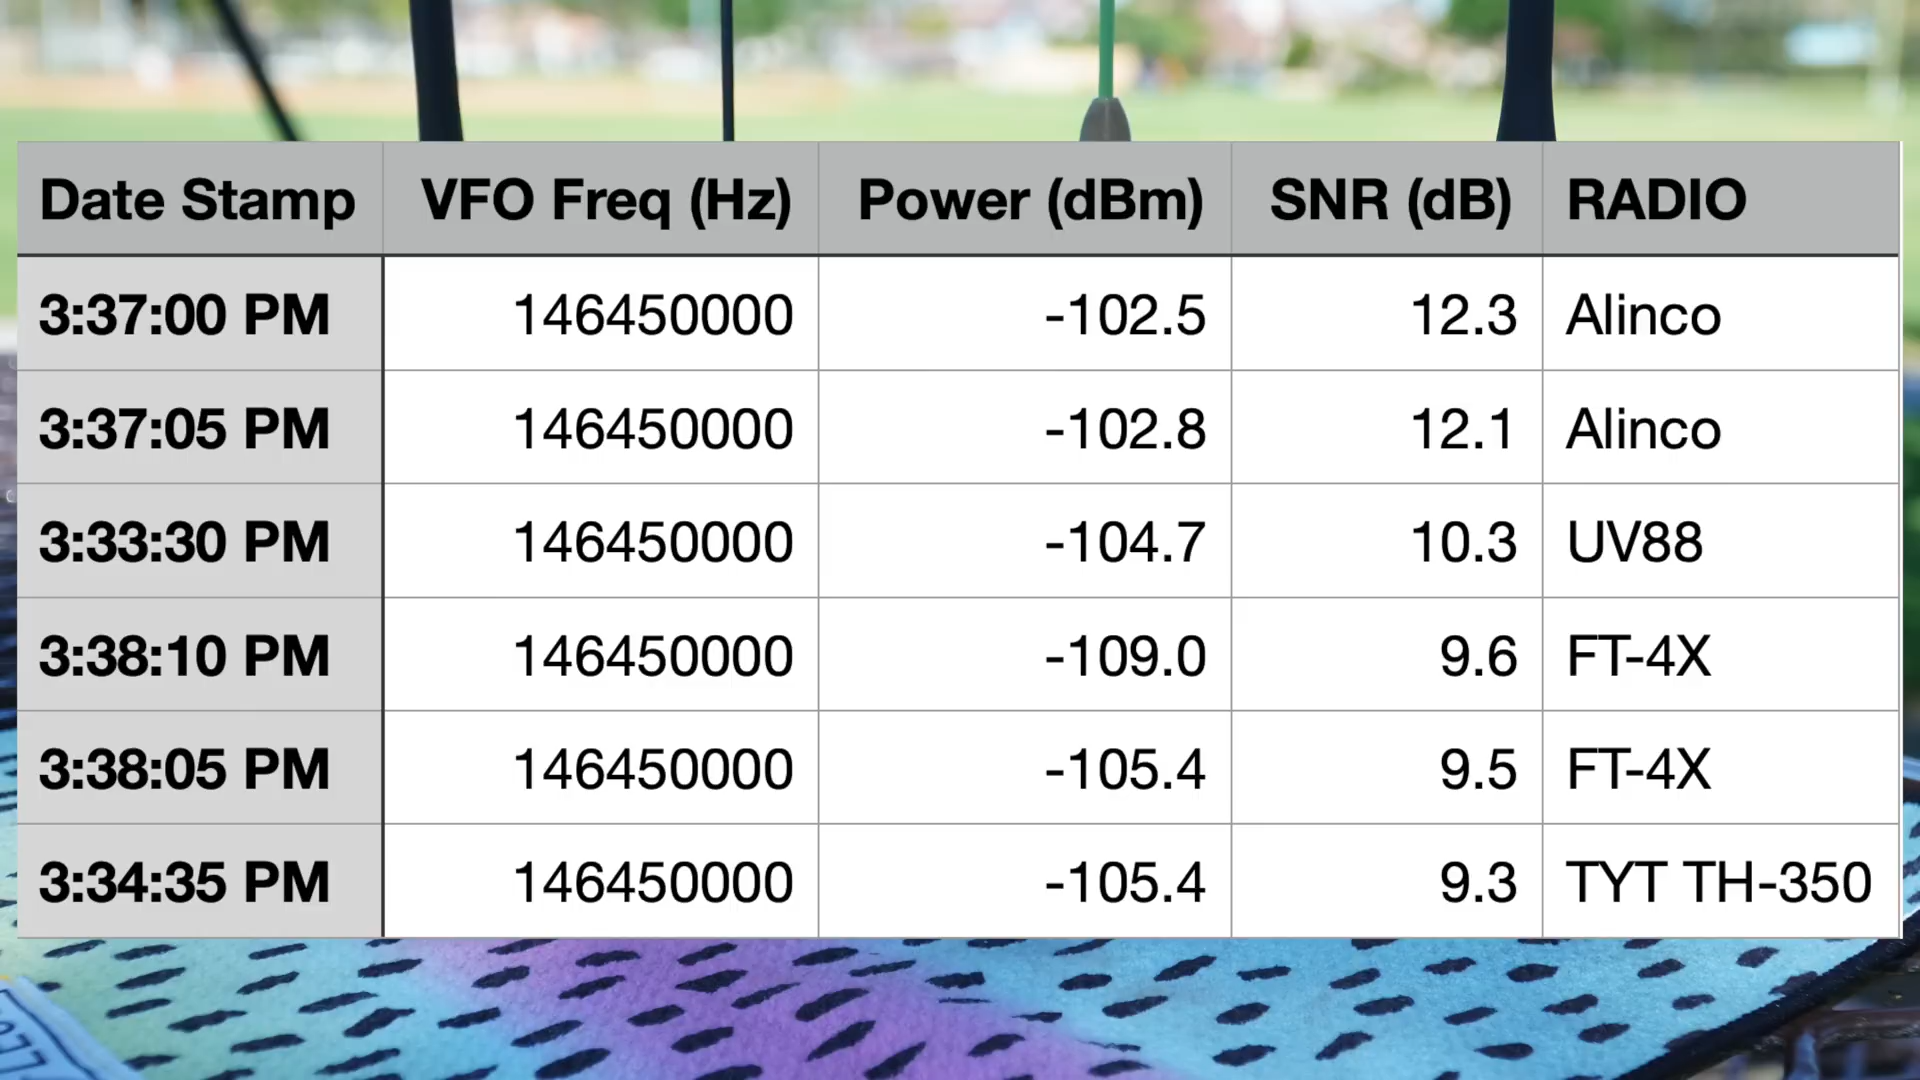 Date Stamp VFO Freq (Hz) Power (dBm) SNR (dB) RADIO
3:37:00 PM 146450000 -102.5 12.3 Alinco
3:37:05 PM 146450000 -102.8 12.1 Alinco
3:33:30 PM 146450000 -104.7 10.3 UV88
3:38:10 PM 146450000 -109.0 9.6 FT-4X
3:38:05 PM 146450000 -105.4 9.5 FT-4X
3:34:35 PM 146450000 -105.4 9.3 TYT TH-350